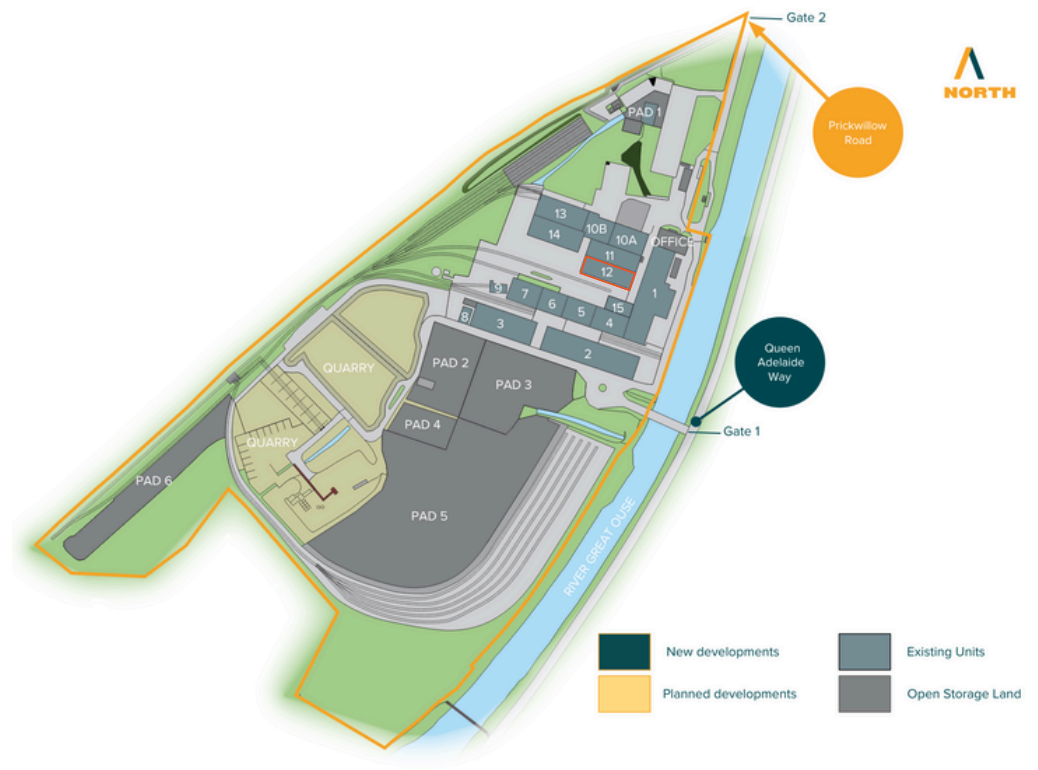 Gate 2
NORTH
Prickwillow
Road
PAD 1
13
10B
14
10A
OFFICE
11
12
9
7
1
6
15
5
8
3
4
2
Queen
Adelaide
Way
PAD 2
QUARRY
PAD 3
PAD 4
Gate 1
QUARRY
PAD 6
PAD 5
RIVER GREAT OUSE
New developments
Existing Units
Planned developments
Open Storage Land